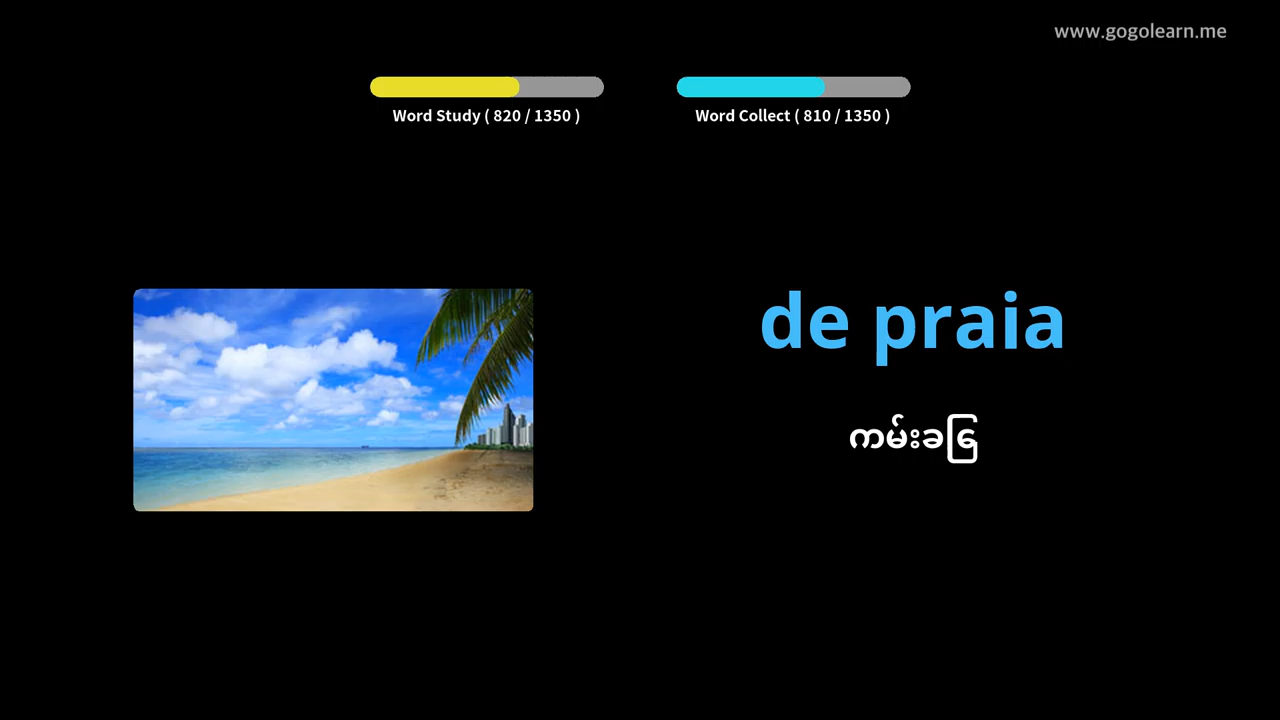 www.gogolearn.me
Word Study ( 820 / 1350 )
Word Collect ( 810 / 1350 )
de praia
ကမ်းခြေ